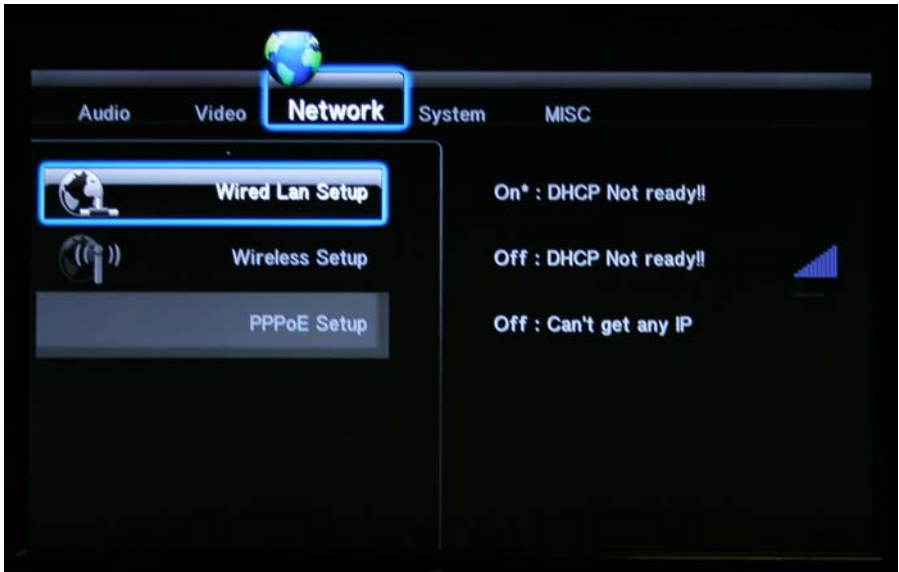 Audio Video Network System MISC
Wired Lan Setup On* : DHCP Not ready!!
Wireless Setup Off : DHCP Not ready!!
PPPoE Setup Off : Can't get any IP